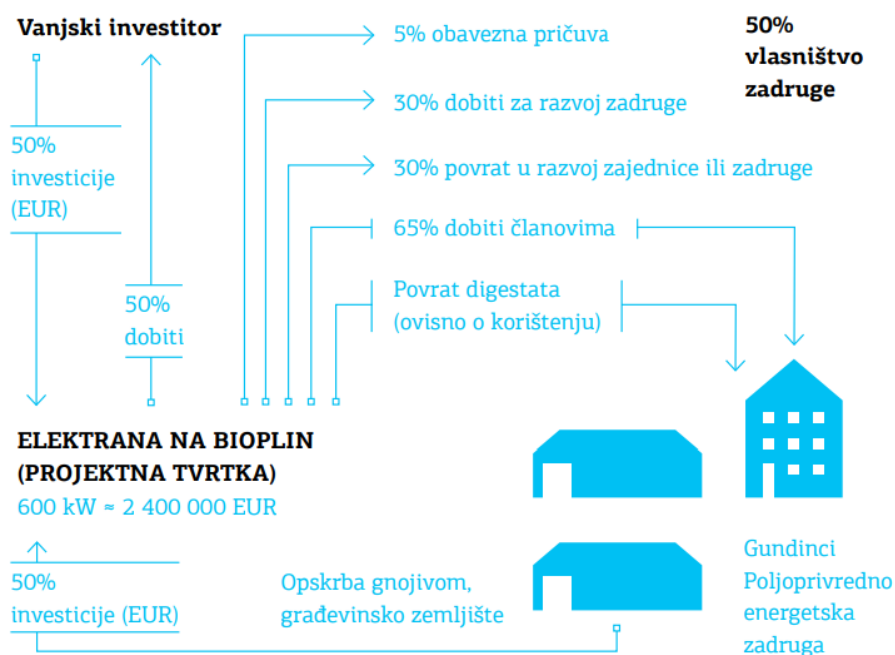 Vanjski investitor
50%
investicije
(EUR)
50%
dobiti
5% obavezna pričuva
30% dobiti za razvoj zadruge
30% povrat u razvoj zajednice ili zadruge
65% dobiti članovima
Povrat digestata
(ovisno o korištenju)
50%
vlasništvo
zadruge
ELEKTRANA NA BIOPLIN
(PROJEKTNA TVRTKA)
600 kW ≈ 2 400 000 EUR
50%
investicije (EUR)
Opskrba gnojivom,
građevinsko zemljište
Gundinci
Poljoprivredno
energetska
zadruga